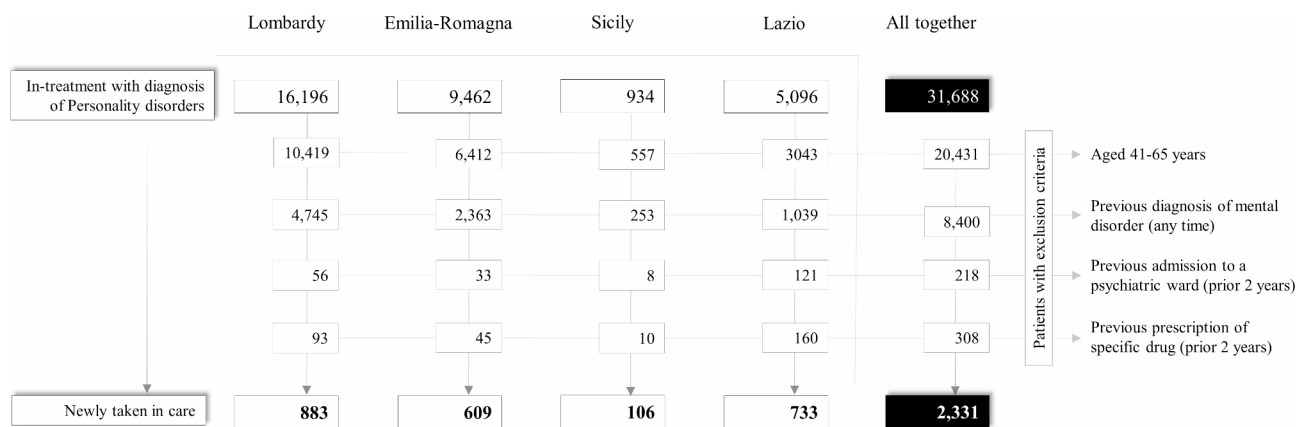 Lombardy Emilia-Romagna Sicily Lazio All together
In-treatment with diagnosis
of Personality disorders
16,196 9,462 934 5,096 31,688
10,419 6,412 557 3043 20,431 Aged 41-65 years
4,745 2,363 253 1,039 8,400 Previous diagnosis of mental
disorder (any time)
56 33 8 121 218 Previous admission to a
psychiatric ward (prior 2 years)
93 45 10 160 308 Previous prescription of
specific drug (prior 2 years)
Patients with exclusion criteria
Newly taken in care 883 609 106 733 2,331